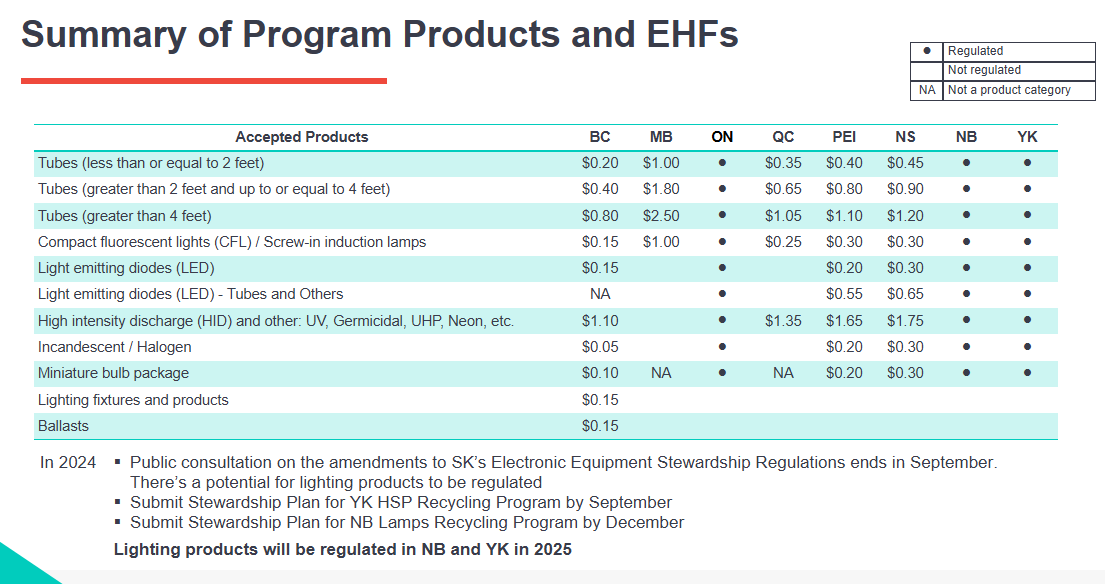 Summary of Program Products and EHFs
● Regulated
Not regulated
NA Not a product category
Accepted Products BC MB ON QC PEI NS NB YK
Tubes (less than or equal to 2 feet) $0.20 $1.00 ● $0.35 $0.40 $0.45 ● ●
Tubes (greater than 2 feet and up to or equal to 4 feet) $0.40 $1.80 ● $0.65 $0.80 $0.90 ● ●
Tubes (greater than 4 feet) $0.80 $2.50 ● $1.05 $1.10 $1.20 ● ●
Compact fluorescent lights (CFL) / Screw-in induction lamps $0.15 $1.00 ● $0.25 $0.30 $0.30 ● ●
Light emitting diodes (LED) $0.15 ● $0.20 $0.30 ● ●
Light emitting diodes (LED) - Tubes and Others NA ● $0.55 $0.65 ● ●
High intensity discharge (HID) and other: UV, Germicidal, UHP, Neon, etc. $1.10 ● $1.35 $1.65 $1.75 ● ●
Incandescent / Halogen $0.05 ● $0.20 $0.30 ● ●
Miniature bulb package $0.10 NA ● NA $0.20 $0.30 ● ●
Lighting fixtures and products $0.15
Ballasts $0.15
In 2024 ▪ Public consultation on the amendments to SK's Electronic Equipment Stewardship Regulations ends in September.
There's a potential for lighting products to be regulated
▪ Submit Stewardship Plan for YK HSP Recycling Program by September
▪ Submit Stewardship Plan for NB Lamps Recycling Program by December
Lighting products will be regulated in NB and YK in 2025